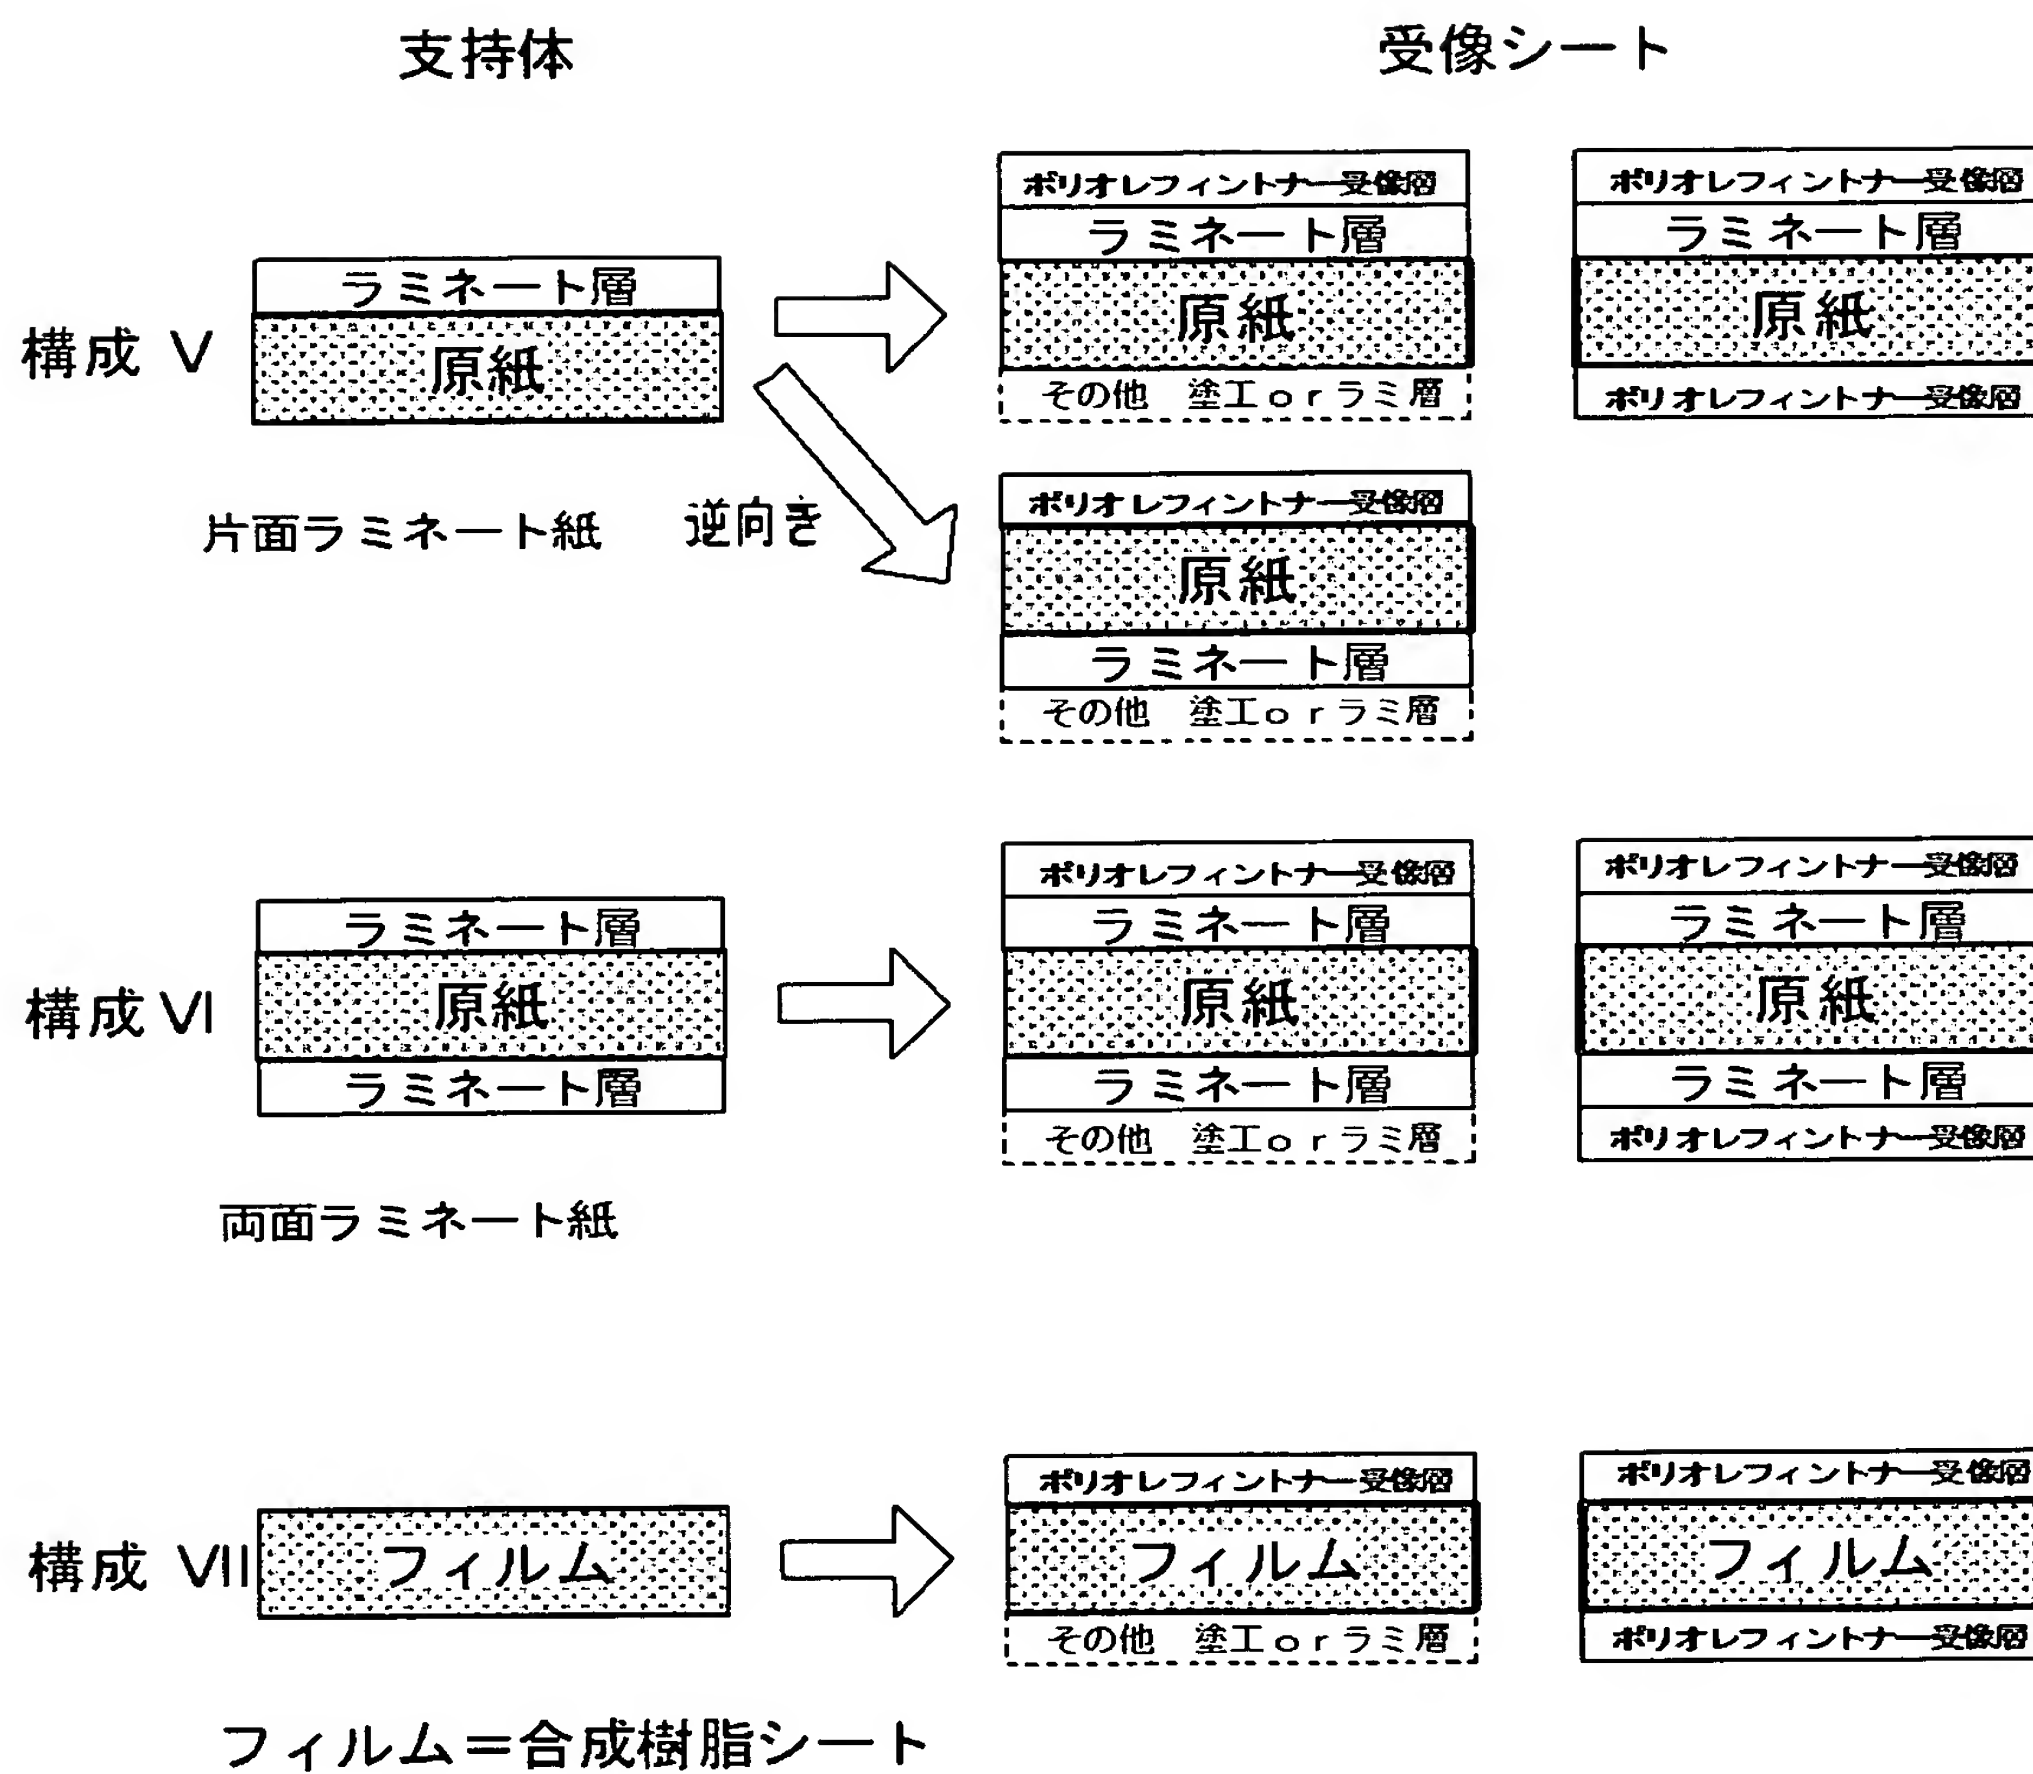 支持体
受像シート
構成 Ⅴ
ラミネート層
原紙
片面ラミネート紙
逆向き
ポリオレフィントナー受像層
ラミネート層
原紙
その他 塗工orラミ層
ポリオレフィントナー受像層
ラミネート層
原紙
ポリオレフィントナー受像層
ポリオレフィントナー受像層
原紙
ラミネート層
その他 塗工orラミ層
構成 Ⅵ
ラミネート層
原紙
ラミネート層
両面ラミネート紙
ポリオレフィントナー受像層
ラミネート層
原紙
ラミネート層
その他 塗工orラミ層
ポリオレフィントナー受像層
ラミネート層
原紙
ラミネート層
ポリオレフィントナー受像層
構成 Ⅶ
フィルム
フィルム=合成樹脂シート
ポリオレフィントナー受像層
フィルム
その他 塗工orラミ層
ポリオレフィントナー受像層
フィルム
ポリオレフィントナー受像層